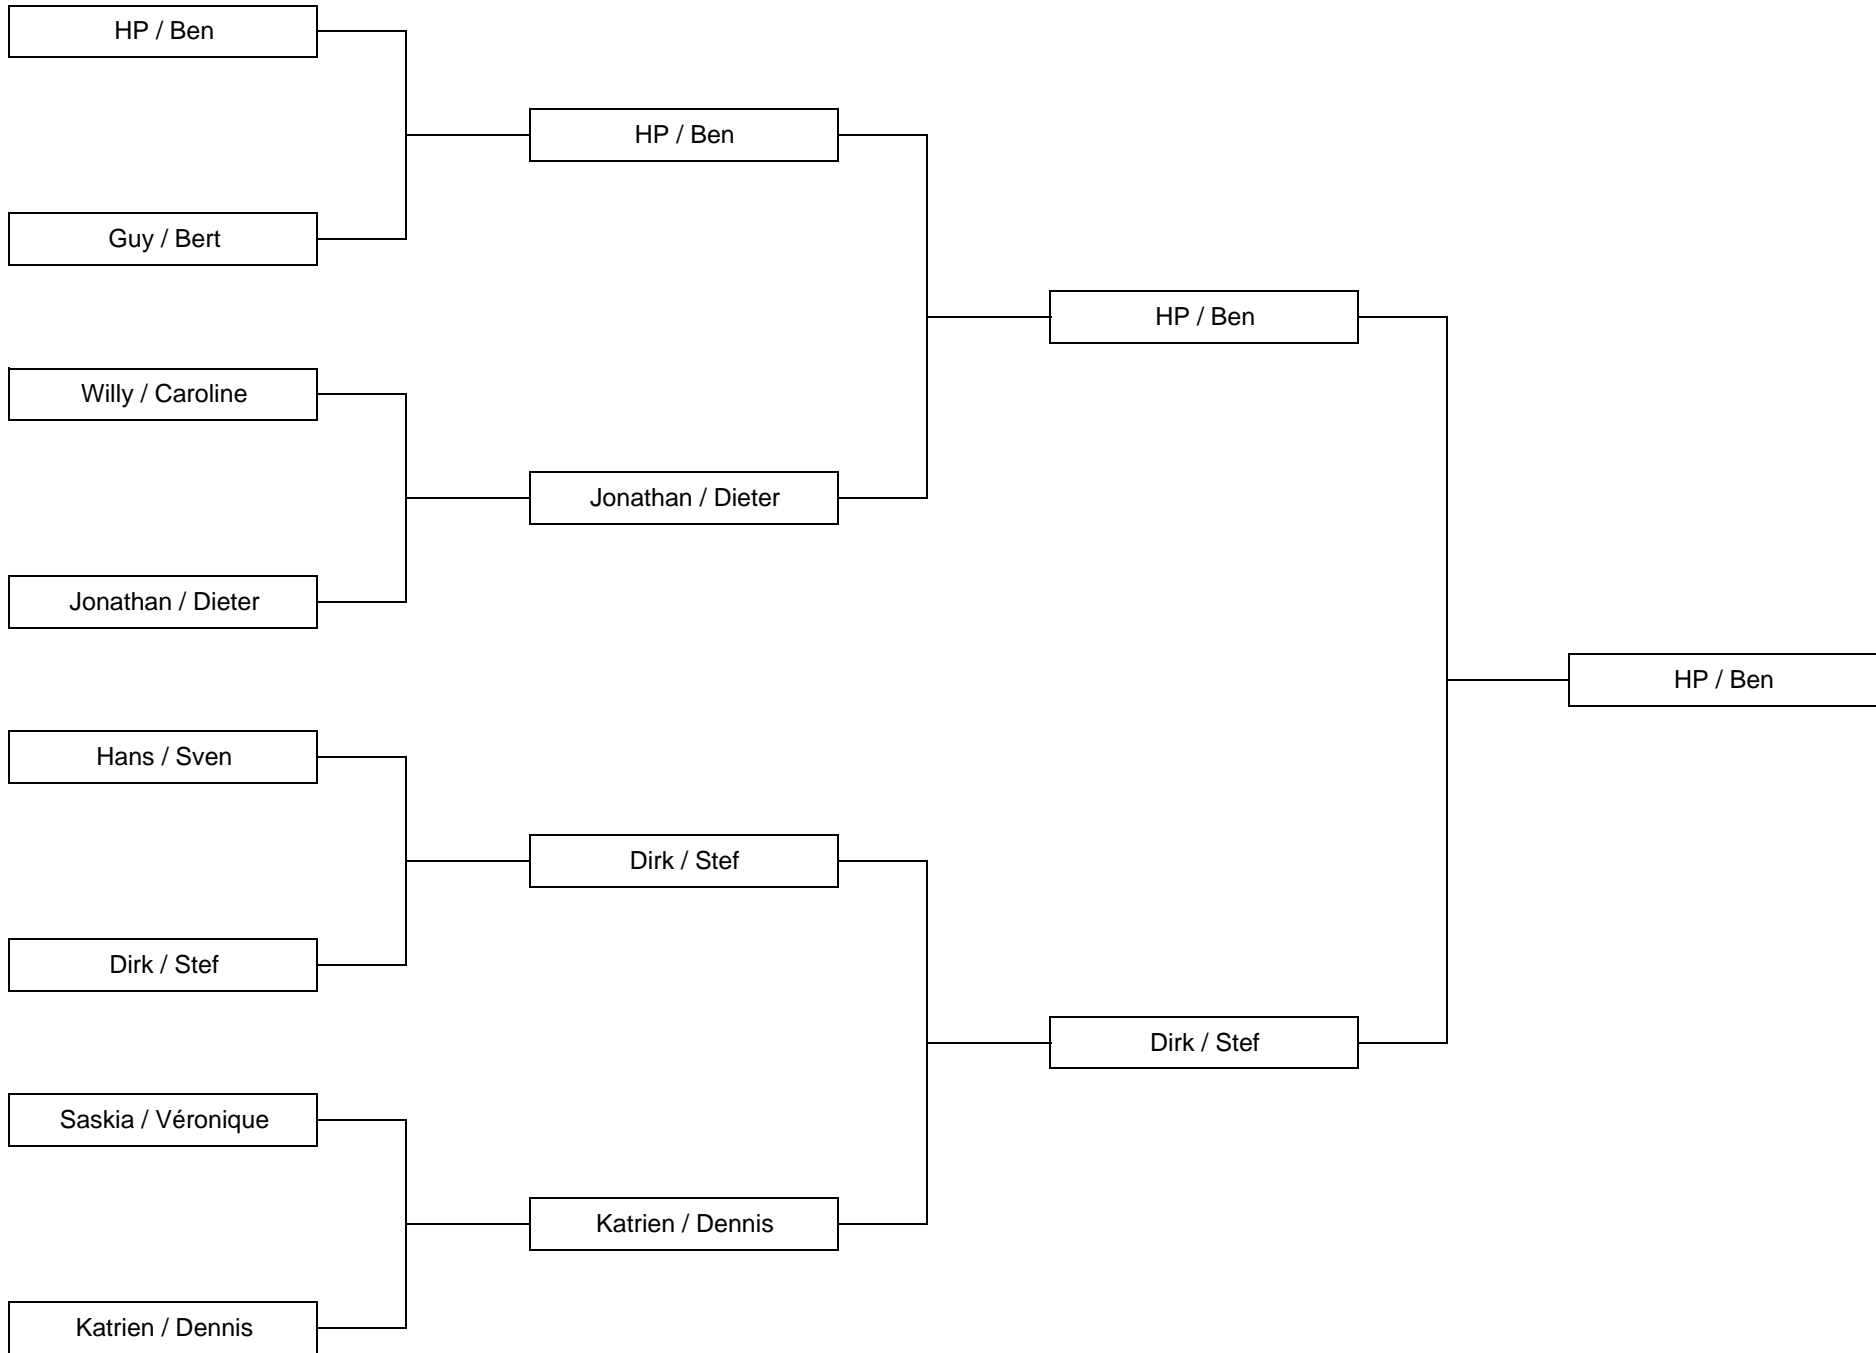 HP / Ben
Guy / Bert
Willy / Caroline
Jonathan / Dieter
Hans / Sven
Dirk / Stef
Saskia / Véronique
Katrien / Dennis
HP / Ben
Jonathan / Dieter
Dirk / Stef
Katrien / Dennis
HP / Ben
Dirk / Stef
HP / Ben